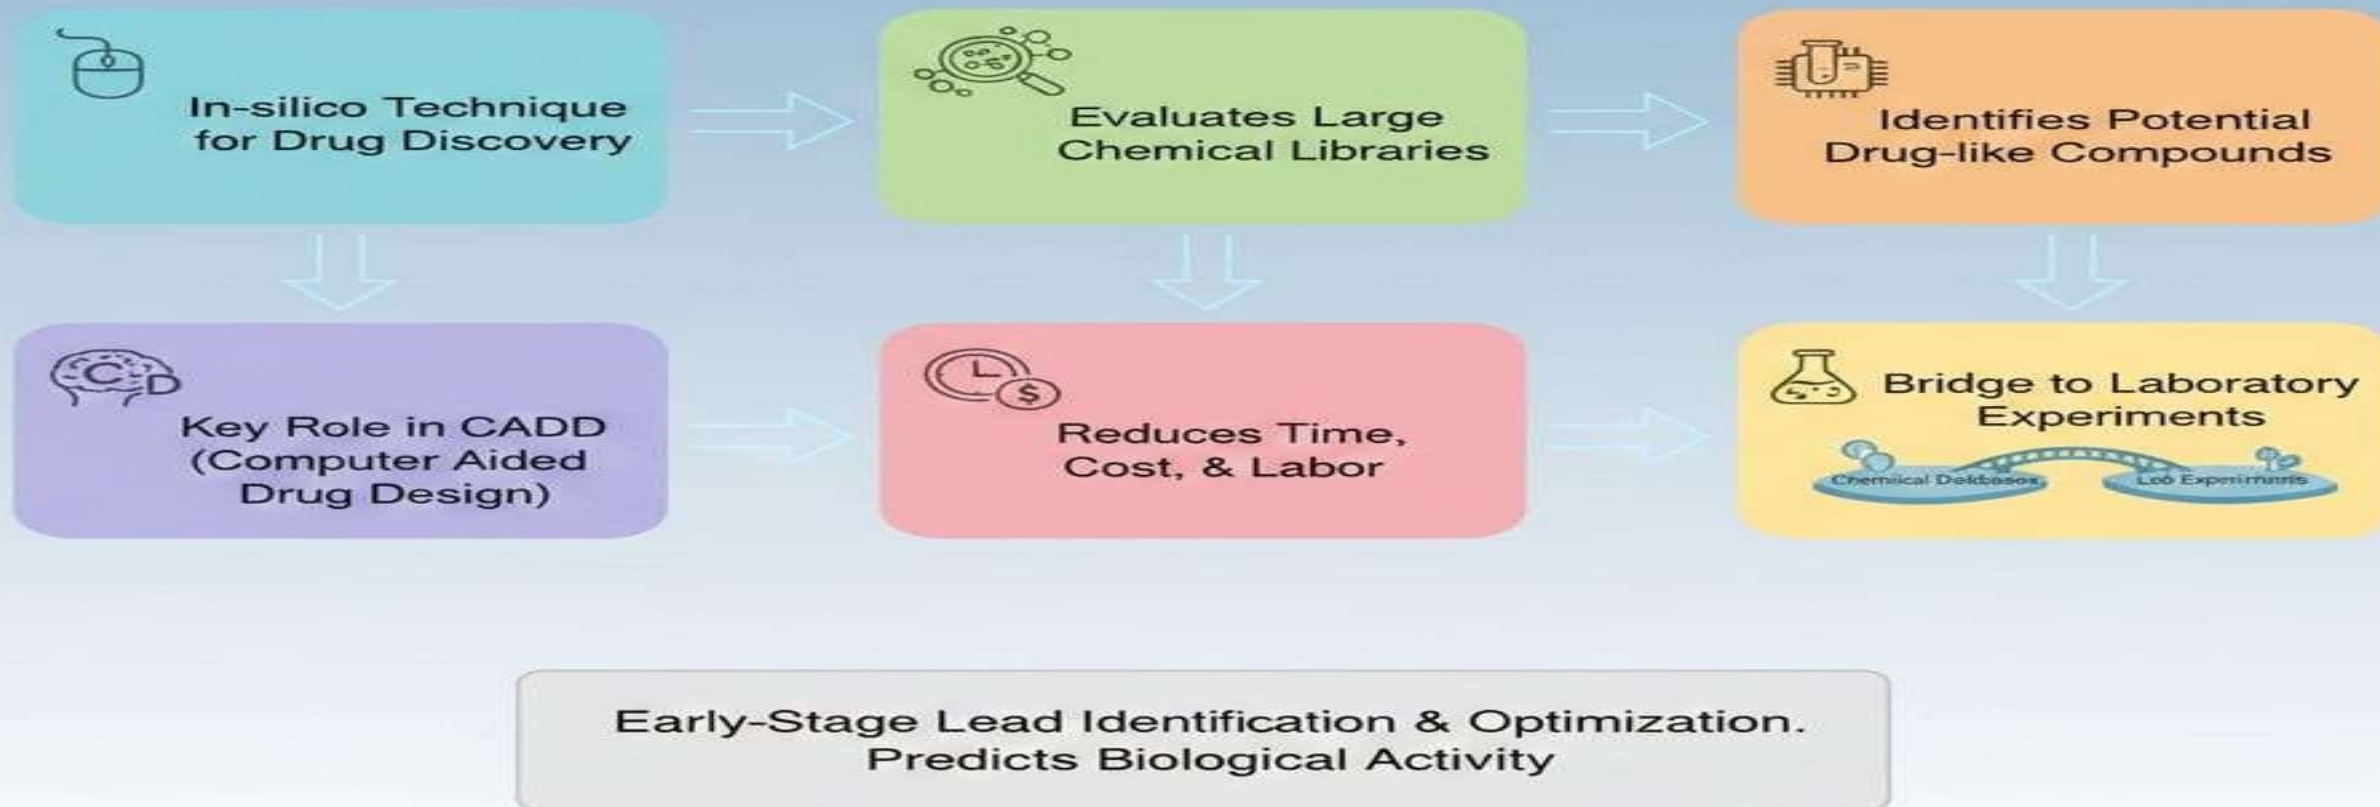 In-silico Technique
for Drug Discovery
Evaluates Large
Chemical Libraries
Identifies Potential
Drug-like Compounds
C
D
Key Role in CADD
(Computer Aided
Drug Design)
$
Reduces Time,
Cost, & Labor
Bridge to Laboratory
Experiments
Early-Stage Lead Identification & Optimization.
Predicts Biological Activity